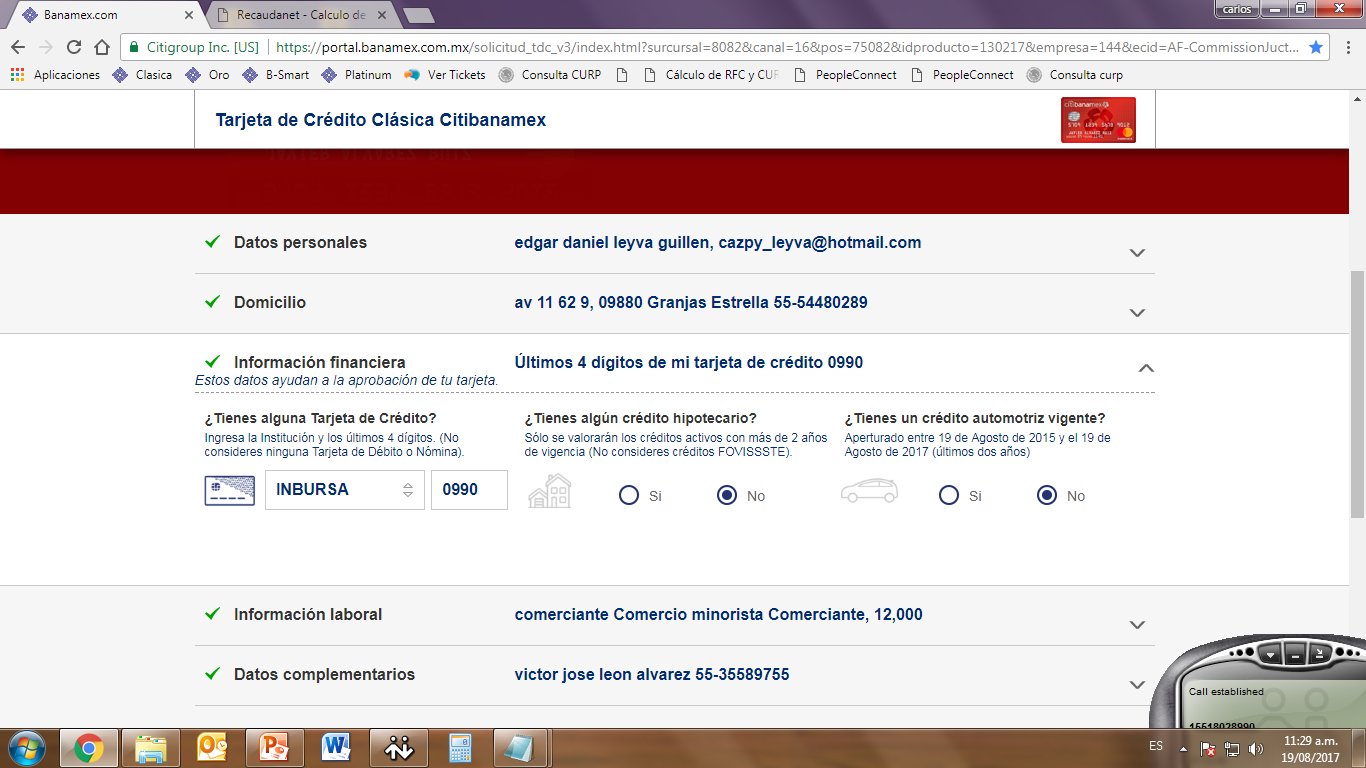 Banamex.com
Recaudanet - Calculo de
carlos
Citigroup Inc. [US]
https://portal.banamex.com.mx/solicitud_tdc_v3/index.html?surcursal=8082&canal=16&pos=75082&idproducto=130217&empresa=144&ecid=AF-CommissionJuct...
Aplicaciones
Clasica
Oro
B-Smart
Platinum
Ver Tickets
Consulta CURP
Cálculo de RFC y CUR
PeopleConnect
PeopleConnect
Consulta curp
Tarjeta de Crédito Clásica Citibanamex
citibanamex
Datos personales
edgar daniel leyva guillen, cazpy_leyva@hotmail.com
Domicilio
av 11 62 9, 09880 Granjas Estrella 55-54480289
Información financiera
Últimos 4 dígitos de mi tarjeta de crédito 0990
Estos datos ayudan a la aprobación de tu tarjeta.
¿Tienes alguna Tarjeta de Crédito?
Ingresa la Institución y los últimos 4 dígitos. (No
consideres ninguna Tarjeta de Débito o Nómina).
INBURSA
0990
¿Tienes algún crédito hipotecario?
Sólo se valorarán los créditos activos con más de 2 años
de vigencia (No consideres créditos FOVISSSTE).
Si
No
¿Tienes un crédito automotriz vigente?
Aperturado entre 19 de Agosto de 2015 y el 19 de
Agosto de 2017 (últimos dos años)
Si
No
Información laboral
comerciante Comercio minorista Comerciante, 12,000
Datos complementarios
victor jose leon alvarez 55-35589755
Call established
15518028990
ES
11:29 a.m.
19/08/2017